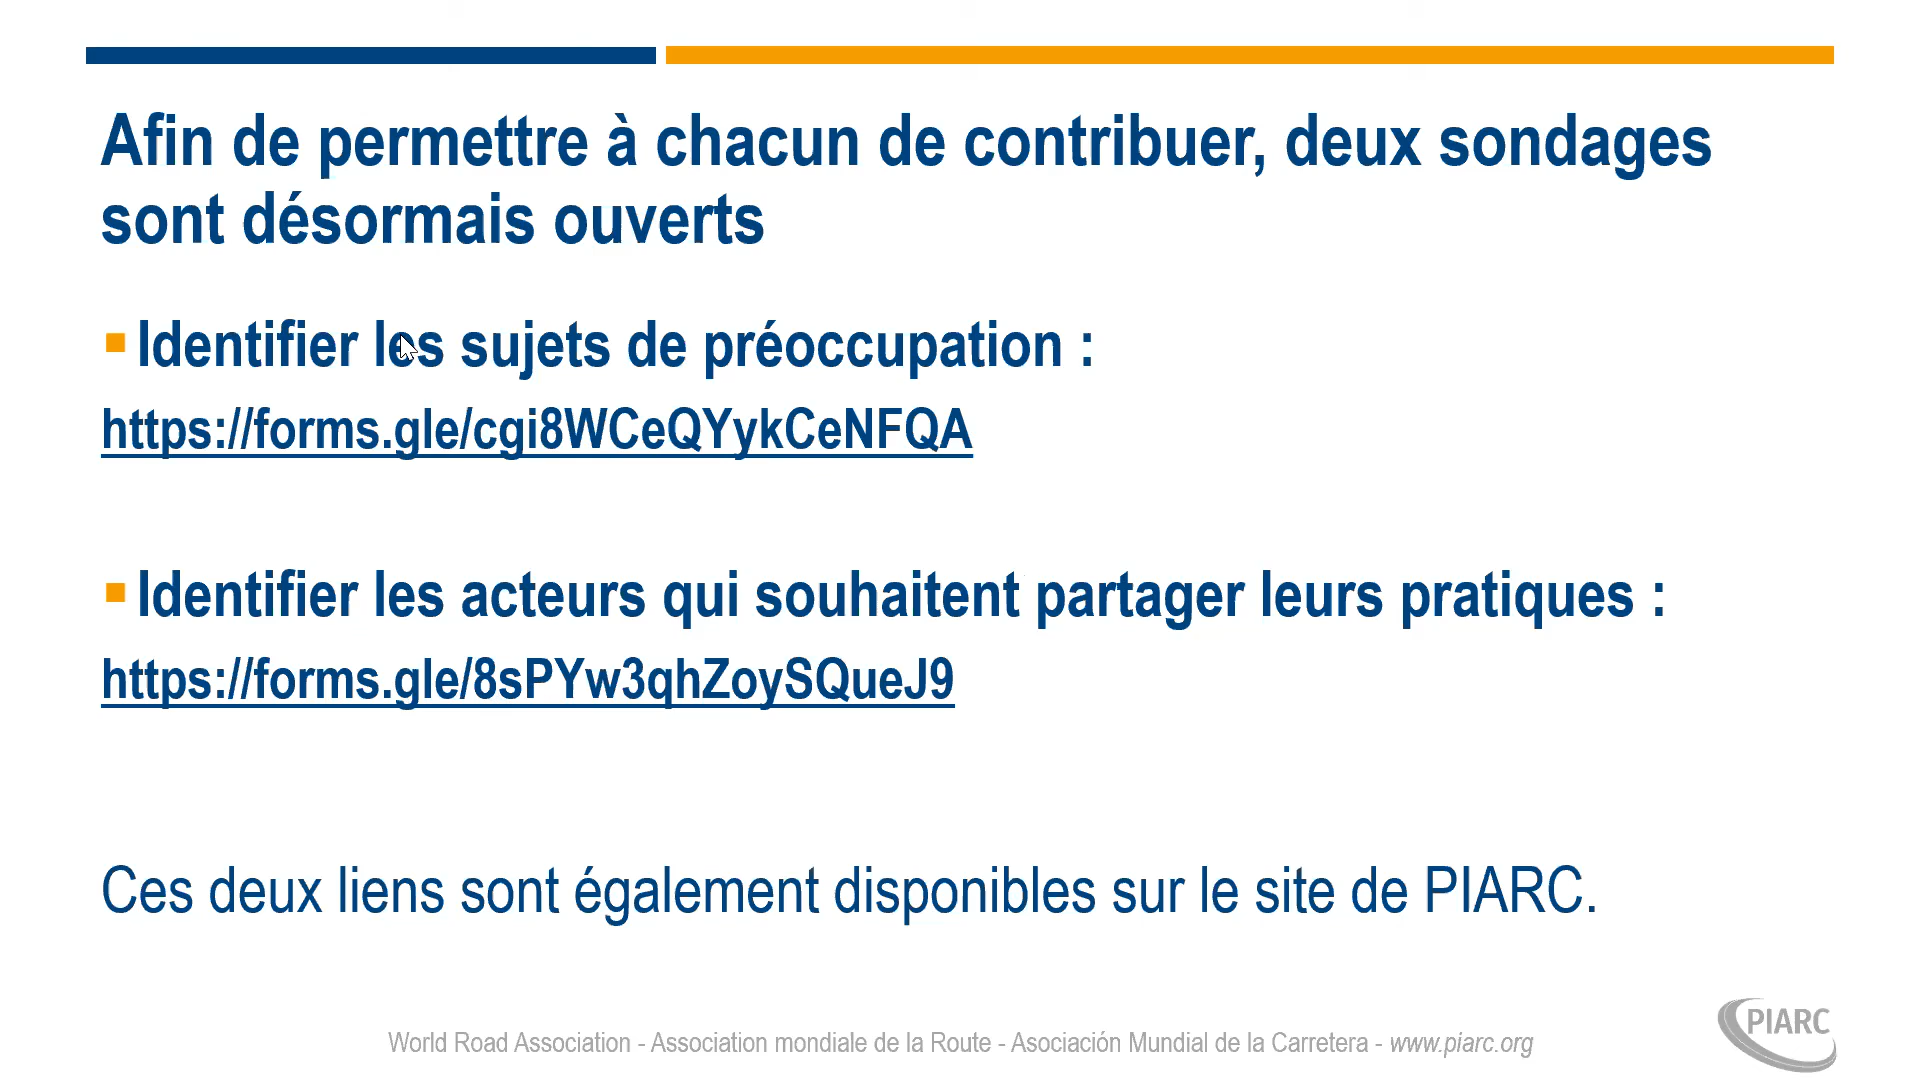 Afin de permettre à chacun de contribuer, deux sondages
sont désormais ouverts
Identifier les sujets de préoccupation :
https://forms.gle/cgi8WCeQYykCeNFQA
Identifier les acteurs qui souhaitent partager leurs pratiques :
https://forms.gle/8sPYw3qhZoySQueJ9
Ces deux liens sont également disponibles sur le site de PIARC.
World Road Association - Association mondiale de la Route - Asociación Mundial de la Carretera - www.piarc.org
PIARC